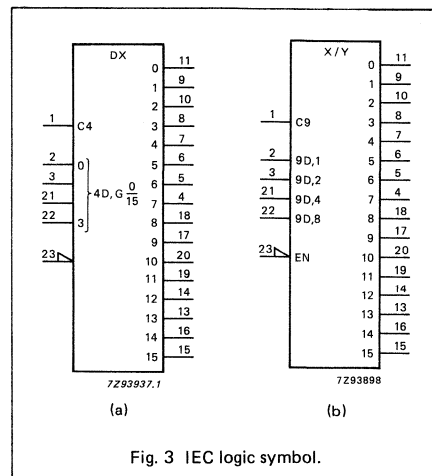 DX
0 11
1 9
2 10
1 C4 3 8
4 7
2 0 5 6
3 6 5
21 4D, G 0/15 7 4
22 3 8 18
9 17
23 10 20
11 19
12 14
13 13
14 16
15 15
7Z93937.1
(a)
X/Y
0 11
1 9
2 10
1 C9 3 8
4 7
2 9D,1 5 6
3 9D,2 6 5
21 9D,4 7 4
22 9D,8 8 18
9 17
23 EN 10 20
11 19
12 14
13 13
14 16
15 15
7Z93898
(b)
Fig. 3 IEC logic symbol.